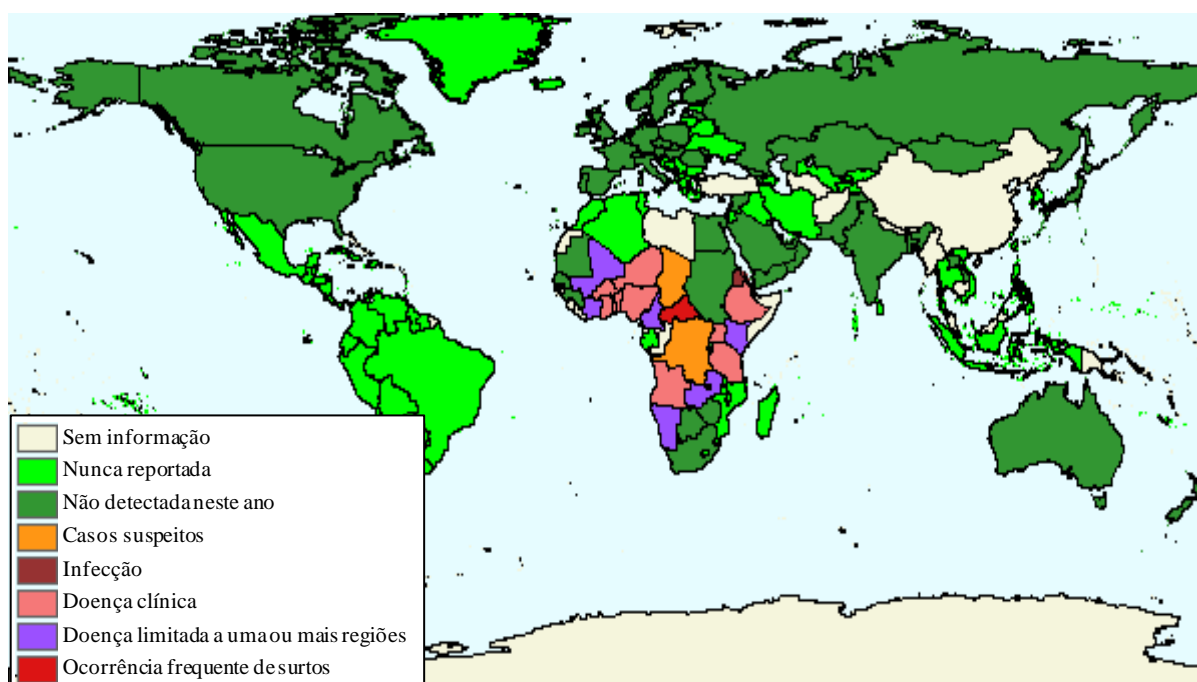 Sem informação
Nunca reportada
Não detectada neste ano
Casos suspeitos
Infecção
Doença clínica
Doença limitada a uma ou mais regiões
Ocorrência frequente de surtos